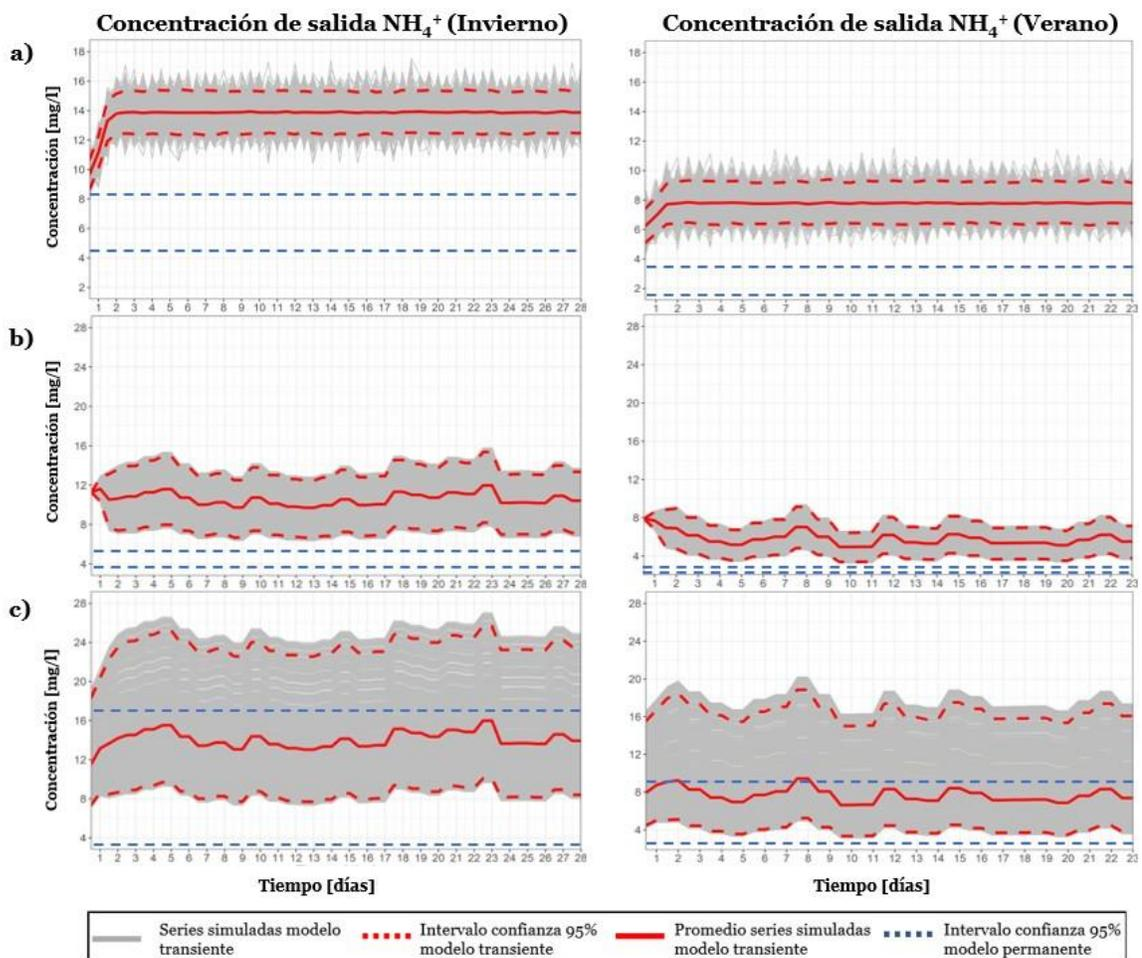 Concentración de salida NH₄⁺ (Invierno)
Concentración de salida NH₄⁺ (Verano)
a)
Concentración [mg/l]
18
16
14
12
10
8
6
4
2
1 2 3 4 5 6 7 8 9 10 11 12 13 14 15 16 17 18 19 20 21 22 23 24 25 26 27 28
18
16
14
12
10
8
6
4
2
1 2 3 4 5 6 7 8 9 10 11 12 13 14 15 16 17 18 19 20 21 22 23
b)
Concentración [mg/l]
28
24
20
16
12
8
4
1 2 3 4 5 6 7 8 9 10 11 12 13 14 15 16 17 18 19 20 21 22 23 24 25 26 27 28
28
24
20
16
12
8
4
1 2 3 4 5 6 7 8 9 10 11 12 13 14 15 16 17 18 19 20 21 22 23
c)
Concentración [mg/l]
28
24
20
16
12
8
4
1 2 3 4 5 6 7 8 9 10 11 12 13 14 15 16 17 18 19 20 21 22 23 24 25 26 27 28
28
24
20
16
12
8
4
1 2 3 4 5 6 7 8 9 10 11 12 13 14 15 16 17 18 19 20 21 22 23
Tiempo [días]
Tiempo [días]
Series simuladas modelo
transiente
Intervalo confianza 95%
modelo transiente
Promedio series simuladas
modelo transiente
Intervalo confianza 95%
modelo permanente